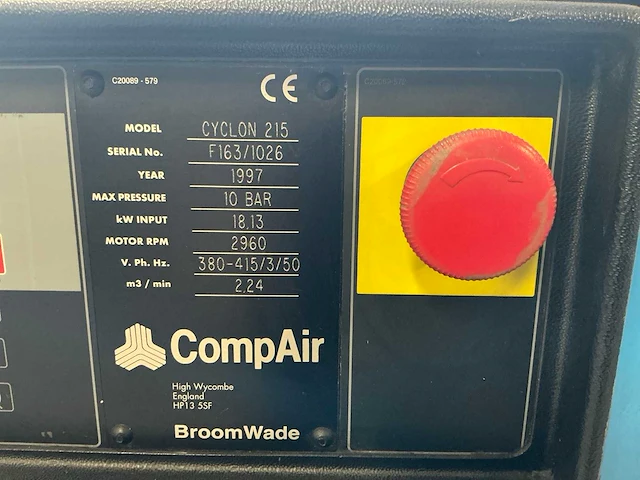 C20089 - 579
CE
MODEL CYCLON 215
SERIAL No. F163/1026
YEAR 1997
MAX PRESSURE 10 BAR
kW INPUT 18.13
MOTOR RPM 2960
V. Ph. Hz. 380-415/3/50
m3 / min 2.24
CompAir
High Wycombe
England
HP13 5SF
BroomWade